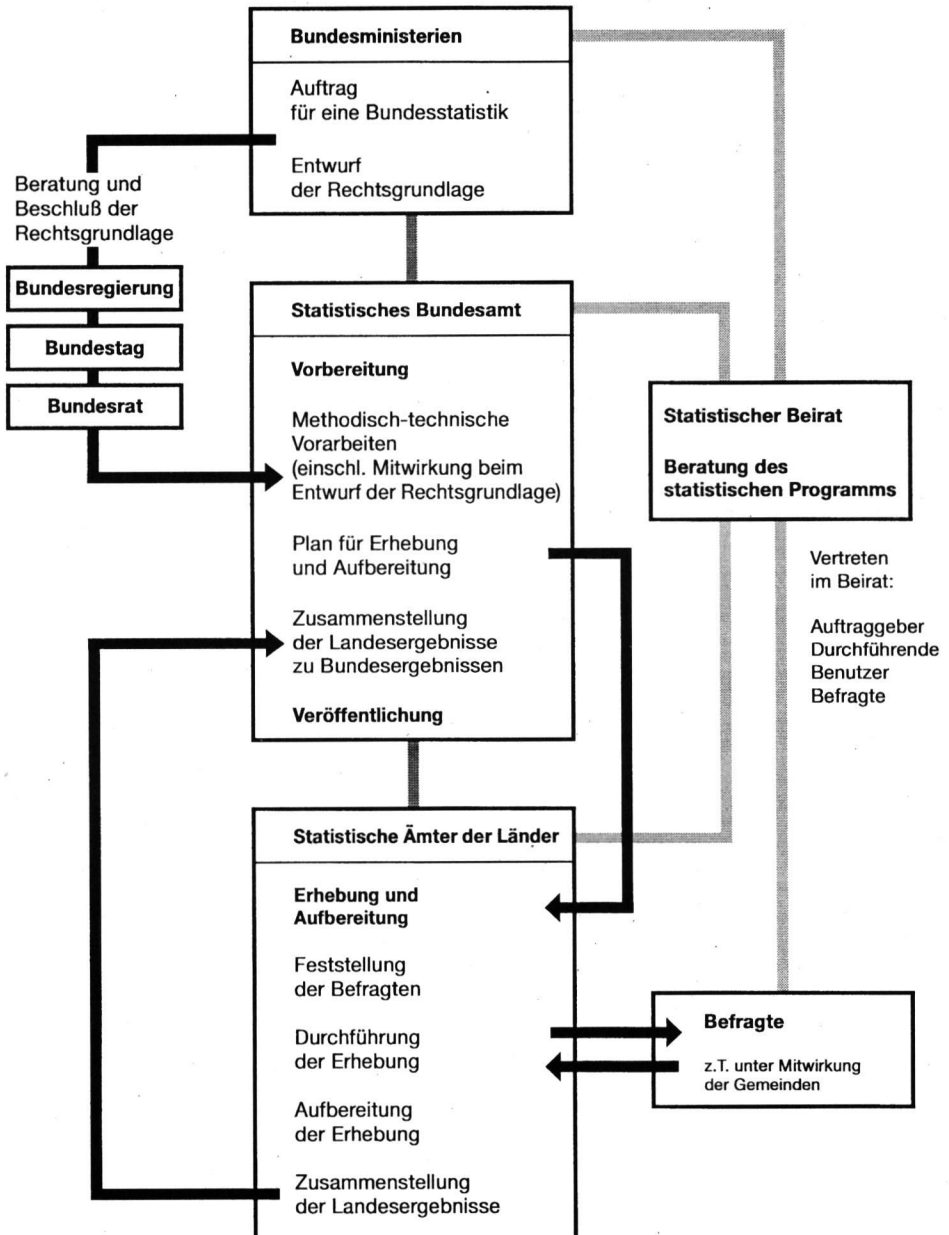 Bundesministerien
Auftrag
für eine Bundesstatistik
Entwurf
der Rechtsgrundlage
Beratung und
Beschluß der
Rechtsgrundlage
Bundesregierung
Bundestag
Bundesrat
Statistisches Bundesamt
Vorbereitung
Methodisch-technische
Vorarbeiten
(einschl. Mitwirkung beim
Entwurf der Rechtsgrundlage)
Plan für Erhebung
und Aufbereitung
Zusammenstellung
der Landesergebnisse
zu Bundesergebnissen
Veröffentlichung
Statistischer Beirat
Beratung des
statistischen Programms
Vertreten
im Beirat:
Auftraggeber
Durchführende
Benutzer
Befragte
Statistische Ämter der Länder
Erhebung und
Aufbereitung
Feststellung
der Befragten
Durchführung
der Erhebung
Aufbereitung
der Erhebung
Zusammenstellung
der Landesergebnisse
Befragte
z.T. unter Mitwirkung
der Gemeinden